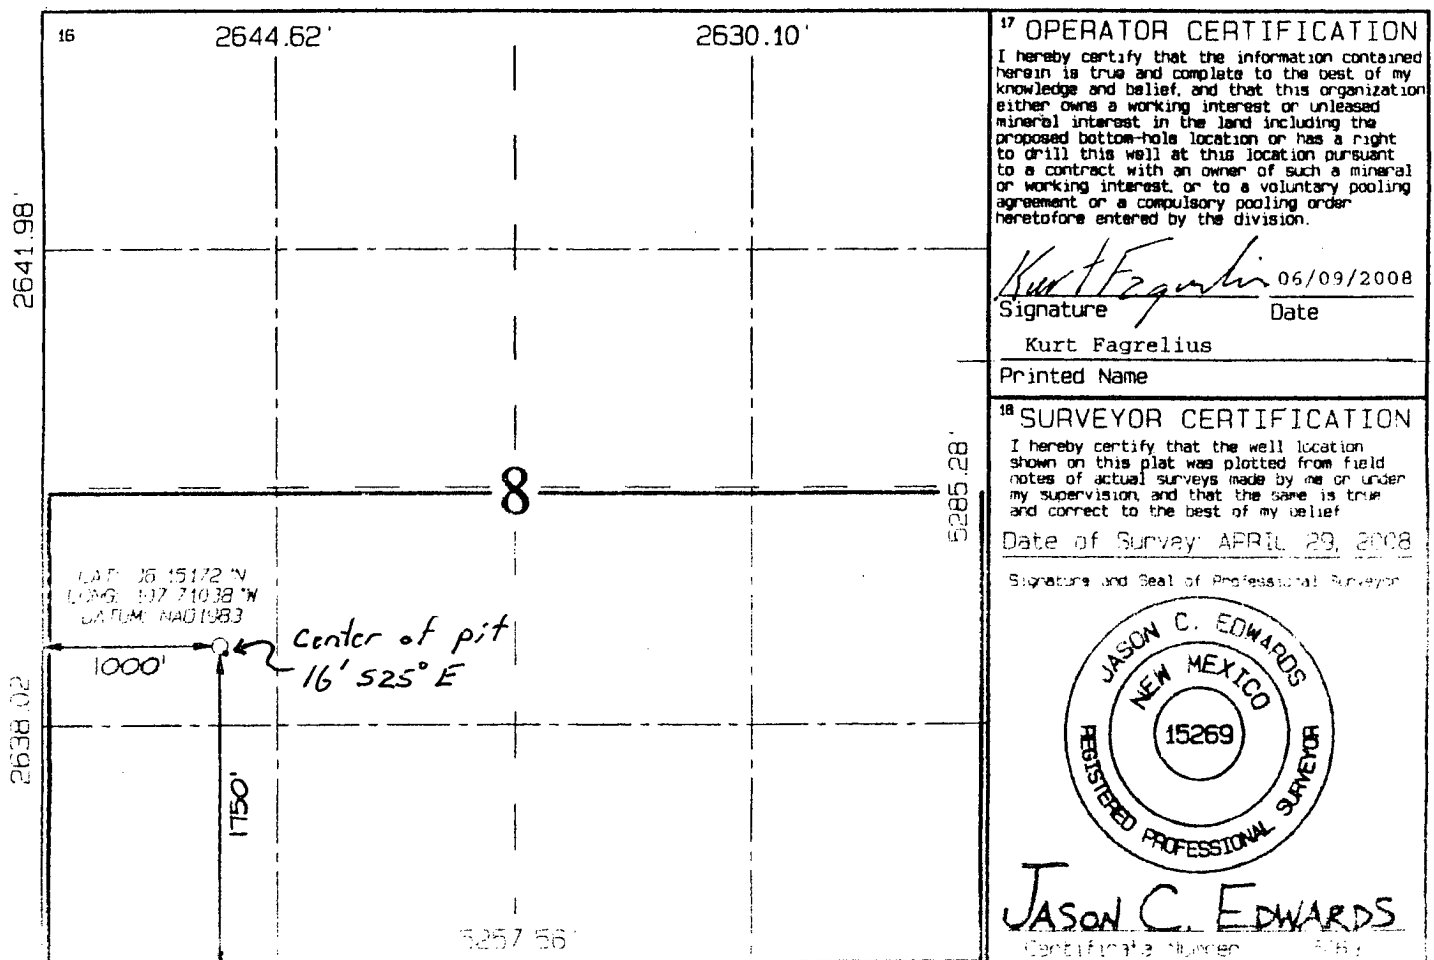 16
2644.62'
2630.10'
2641.98'
8
5285.28'
LAT: 36.15172 °N
LONG: 107.71038 °W
DATUM: NAD1983
1000'
center of pit
16' S25° E
2638.02'
1750'
5257.56'
17 OPERATOR CERTIFICATION
I hereby certify that the information contained
herein is true and complete to the best of my
knowledge and belief, and that this organization
either owns a working interest or unleased
mineral interest in the land including the
proposed bottom-hole location or has a right
to drill this well at this location pursuant
to a contract with an owner of such a mineral
or working interest, or to a voluntary pooling
agreement or a compulsory pooling order
heretofore entered by the division.
Kurt Fagrelius 06/09/2008
Signature Date
Kurt Fagrelius
Printed Name
18 SURVEYOR CERTIFICATION
I hereby certify that the well location
shown on this plat was plotted from field
notes of actual surveys made by me or under
my supervision, and that the same is true
and correct to the best of my belief
Date of Survey: APRIL 29, 2008
Signature and Seal of Professional Surveyor
JASON C. EDWARDS
NEW MEXICO
15269
REGISTERED PROFESSIONAL SURVEYOR
JASON C. EDWARDS
Certificate Number